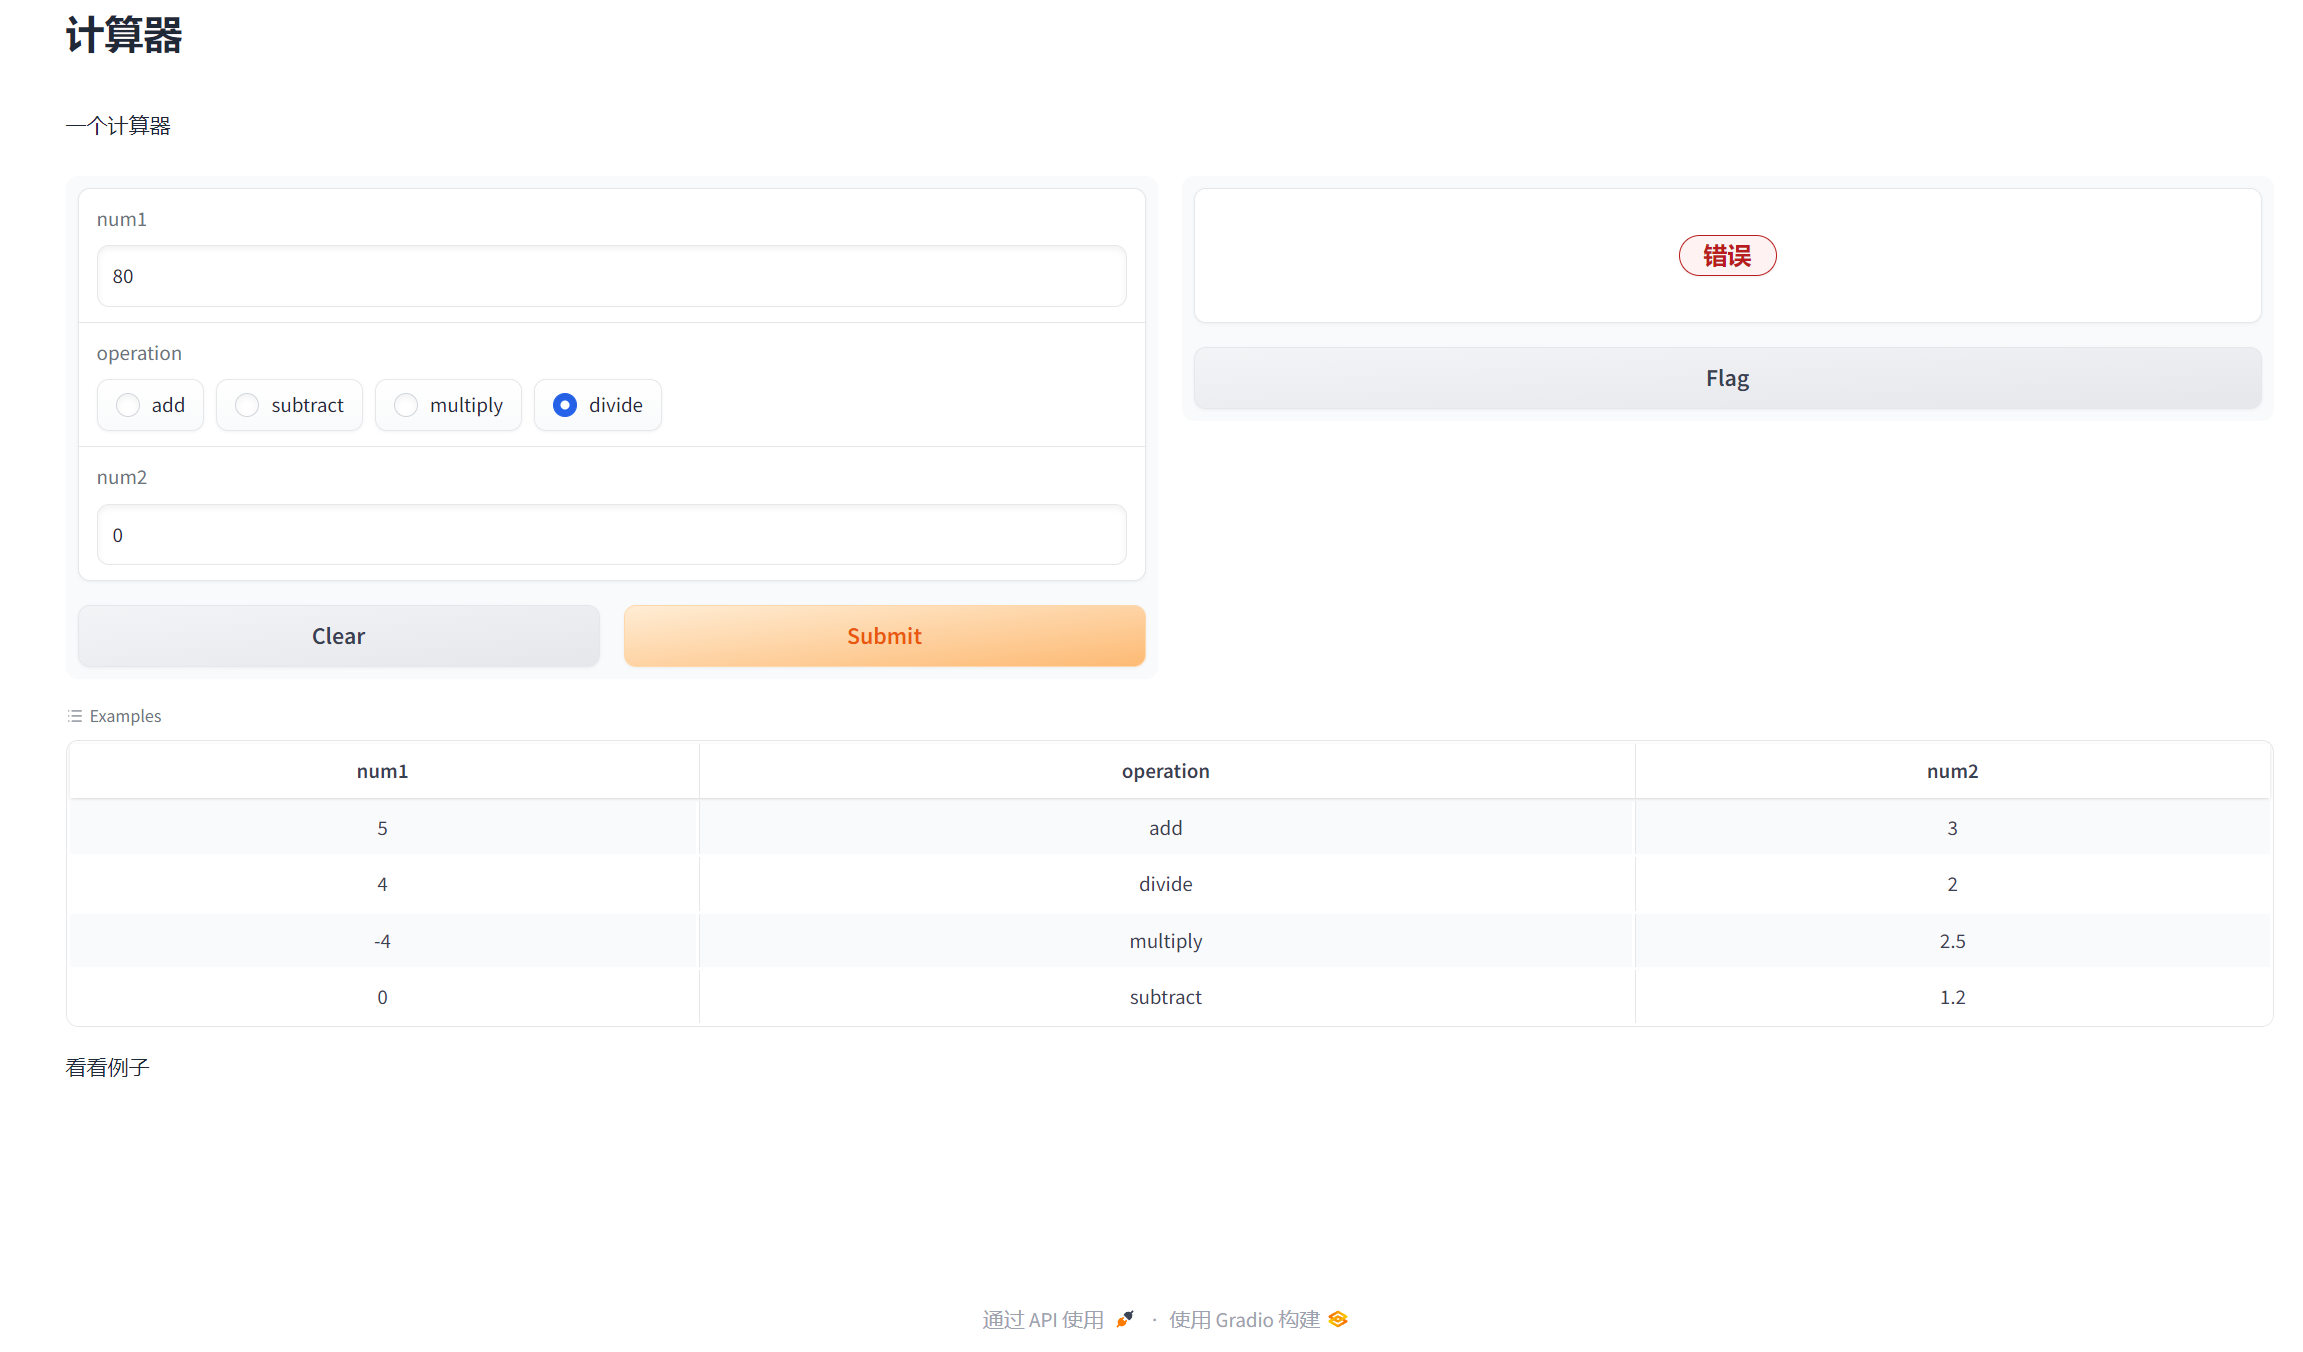 计算器
一个计算器
num1
80
operation
add subtract multiply divide
num2
0
Clear Submit
错误
Flag
Examples
num1 operation num2
5 add 3
4 divide 2
-4 multiply 2.5
0 subtract 1.2
看看例子
通过 API 使用 · 使用 Gradio 构建